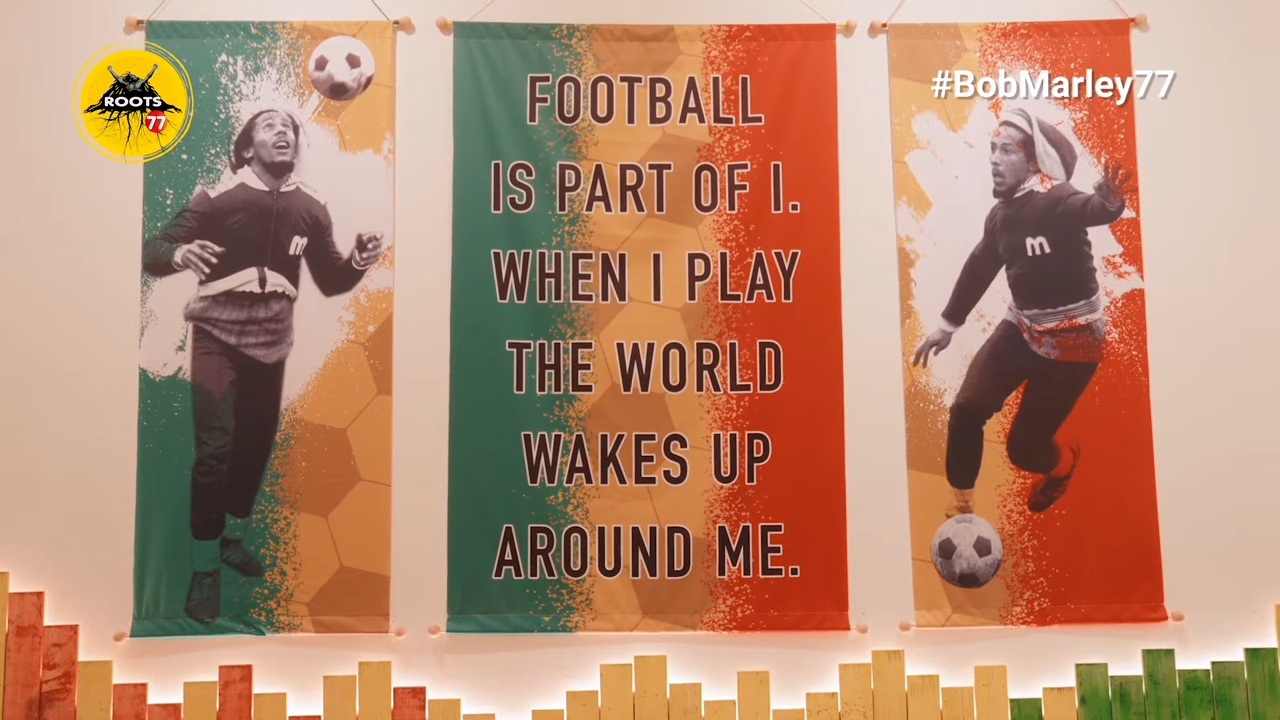 ROOTS
77
#BobMarley77
FOOTBALL
IS PART OF I.
WHEN I PLAY
THE WORLD
WAKES UP
AROUND ME.
m
m